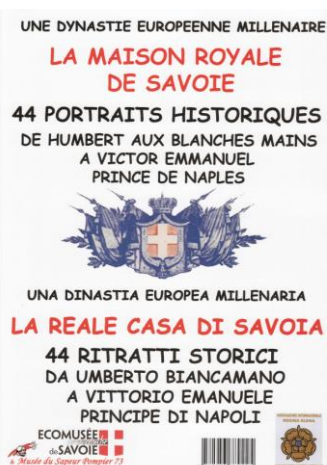 UNE DYNASTIE EUROPEENNE MILLENAIRE
LA MAISON ROYALE
DE SAVOIE
44 PORTRAITS HISTORIQUES
DE HUMBERT AUX BLANCHES MAINS
A VICTOR EMMANUEL
PRINCE DE NAPLES
UNA DINASTIA EUROPEA MILLENARIA
LA REALE CASA DI SAVOIA
44 RITRATTI STORICI
DA UMBERTO BIANCAMANO
A VITTORIO EMANUELE
PRINCIPE DI NAPOLI
ECOMUSÉE
de SAVOIE
& Musée du Sapeur Pompier 73
REGINA ELENA